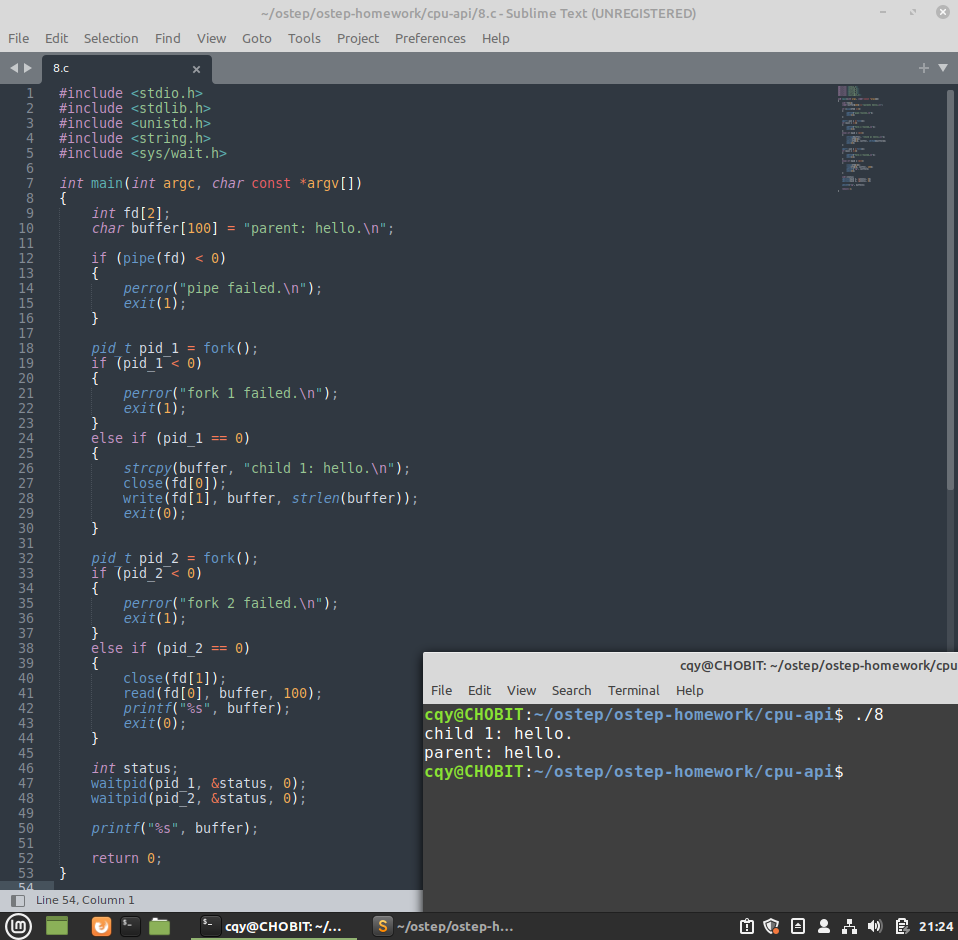 ~/ostep/ostep-homework/cpu-api/8.c - Sublime Text (UNREGISTERED)
File Edit Selection Find View Goto Tools Project Preferences Help
8.c
1 #include <stdio.h>
2 #include <stdlib.h>
3 #include <unistd.h>
4 #include <string.h>
5 #include <sys/wait.h>
6
7 int main(int argc, char const *argv[])
8 {
9     int fd[2];
10     char buffer[100] = "parent: hello.\n";
11
12     if (pipe(fd) < 0)
13     {
14         perror("pipe failed.\n");
15         exit(1);
16     }
17
18     pid_t pid_1 = fork();
19     if (pid_1 < 0)
20     {
21         perror("fork 1 failed.\n");
22         exit(1);
23     }
24     else if (pid_1 == 0)
25     {
26         strcpy(buffer, "child 1: hello.\n");
27         close(fd[0]);
28         write(fd[1], buffer, strlen(buffer));
29         exit(0);
30     }
31
32     pid_t pid_2 = fork();
33     if (pid_2 < 0)
34     {
35         perror("fork 2 failed.\n");
36         exit(1);
37     }
38     else if (pid_2 == 0)
39     {
40         close(fd[1]);
41         read(fd[0], buffer, 100);
42         printf("%s", buffer);
43         exit(0);
44     }
45
46     int status;
47     waitpid(pid_1, &status, 0);
48     waitpid(pid_2, &status, 0);
49
50     printf("%s", buffer);
51
52     return 0;
53 }
54
Line 54, Column 1
cqy@CHOBIT: ~/ostep/ostep-homework/cpu
File Edit View Search Terminal Help
cqy@CHOBIT:~/ostep/ostep-homework/cpu-api$ ./8
child 1: hello.
parent: hello.
cqy@CHOBIT:~/ostep/ostep-homework/cpu-api$
cqy@CHOBIT: ~/...
~/ostep/ostep-h...
21:24